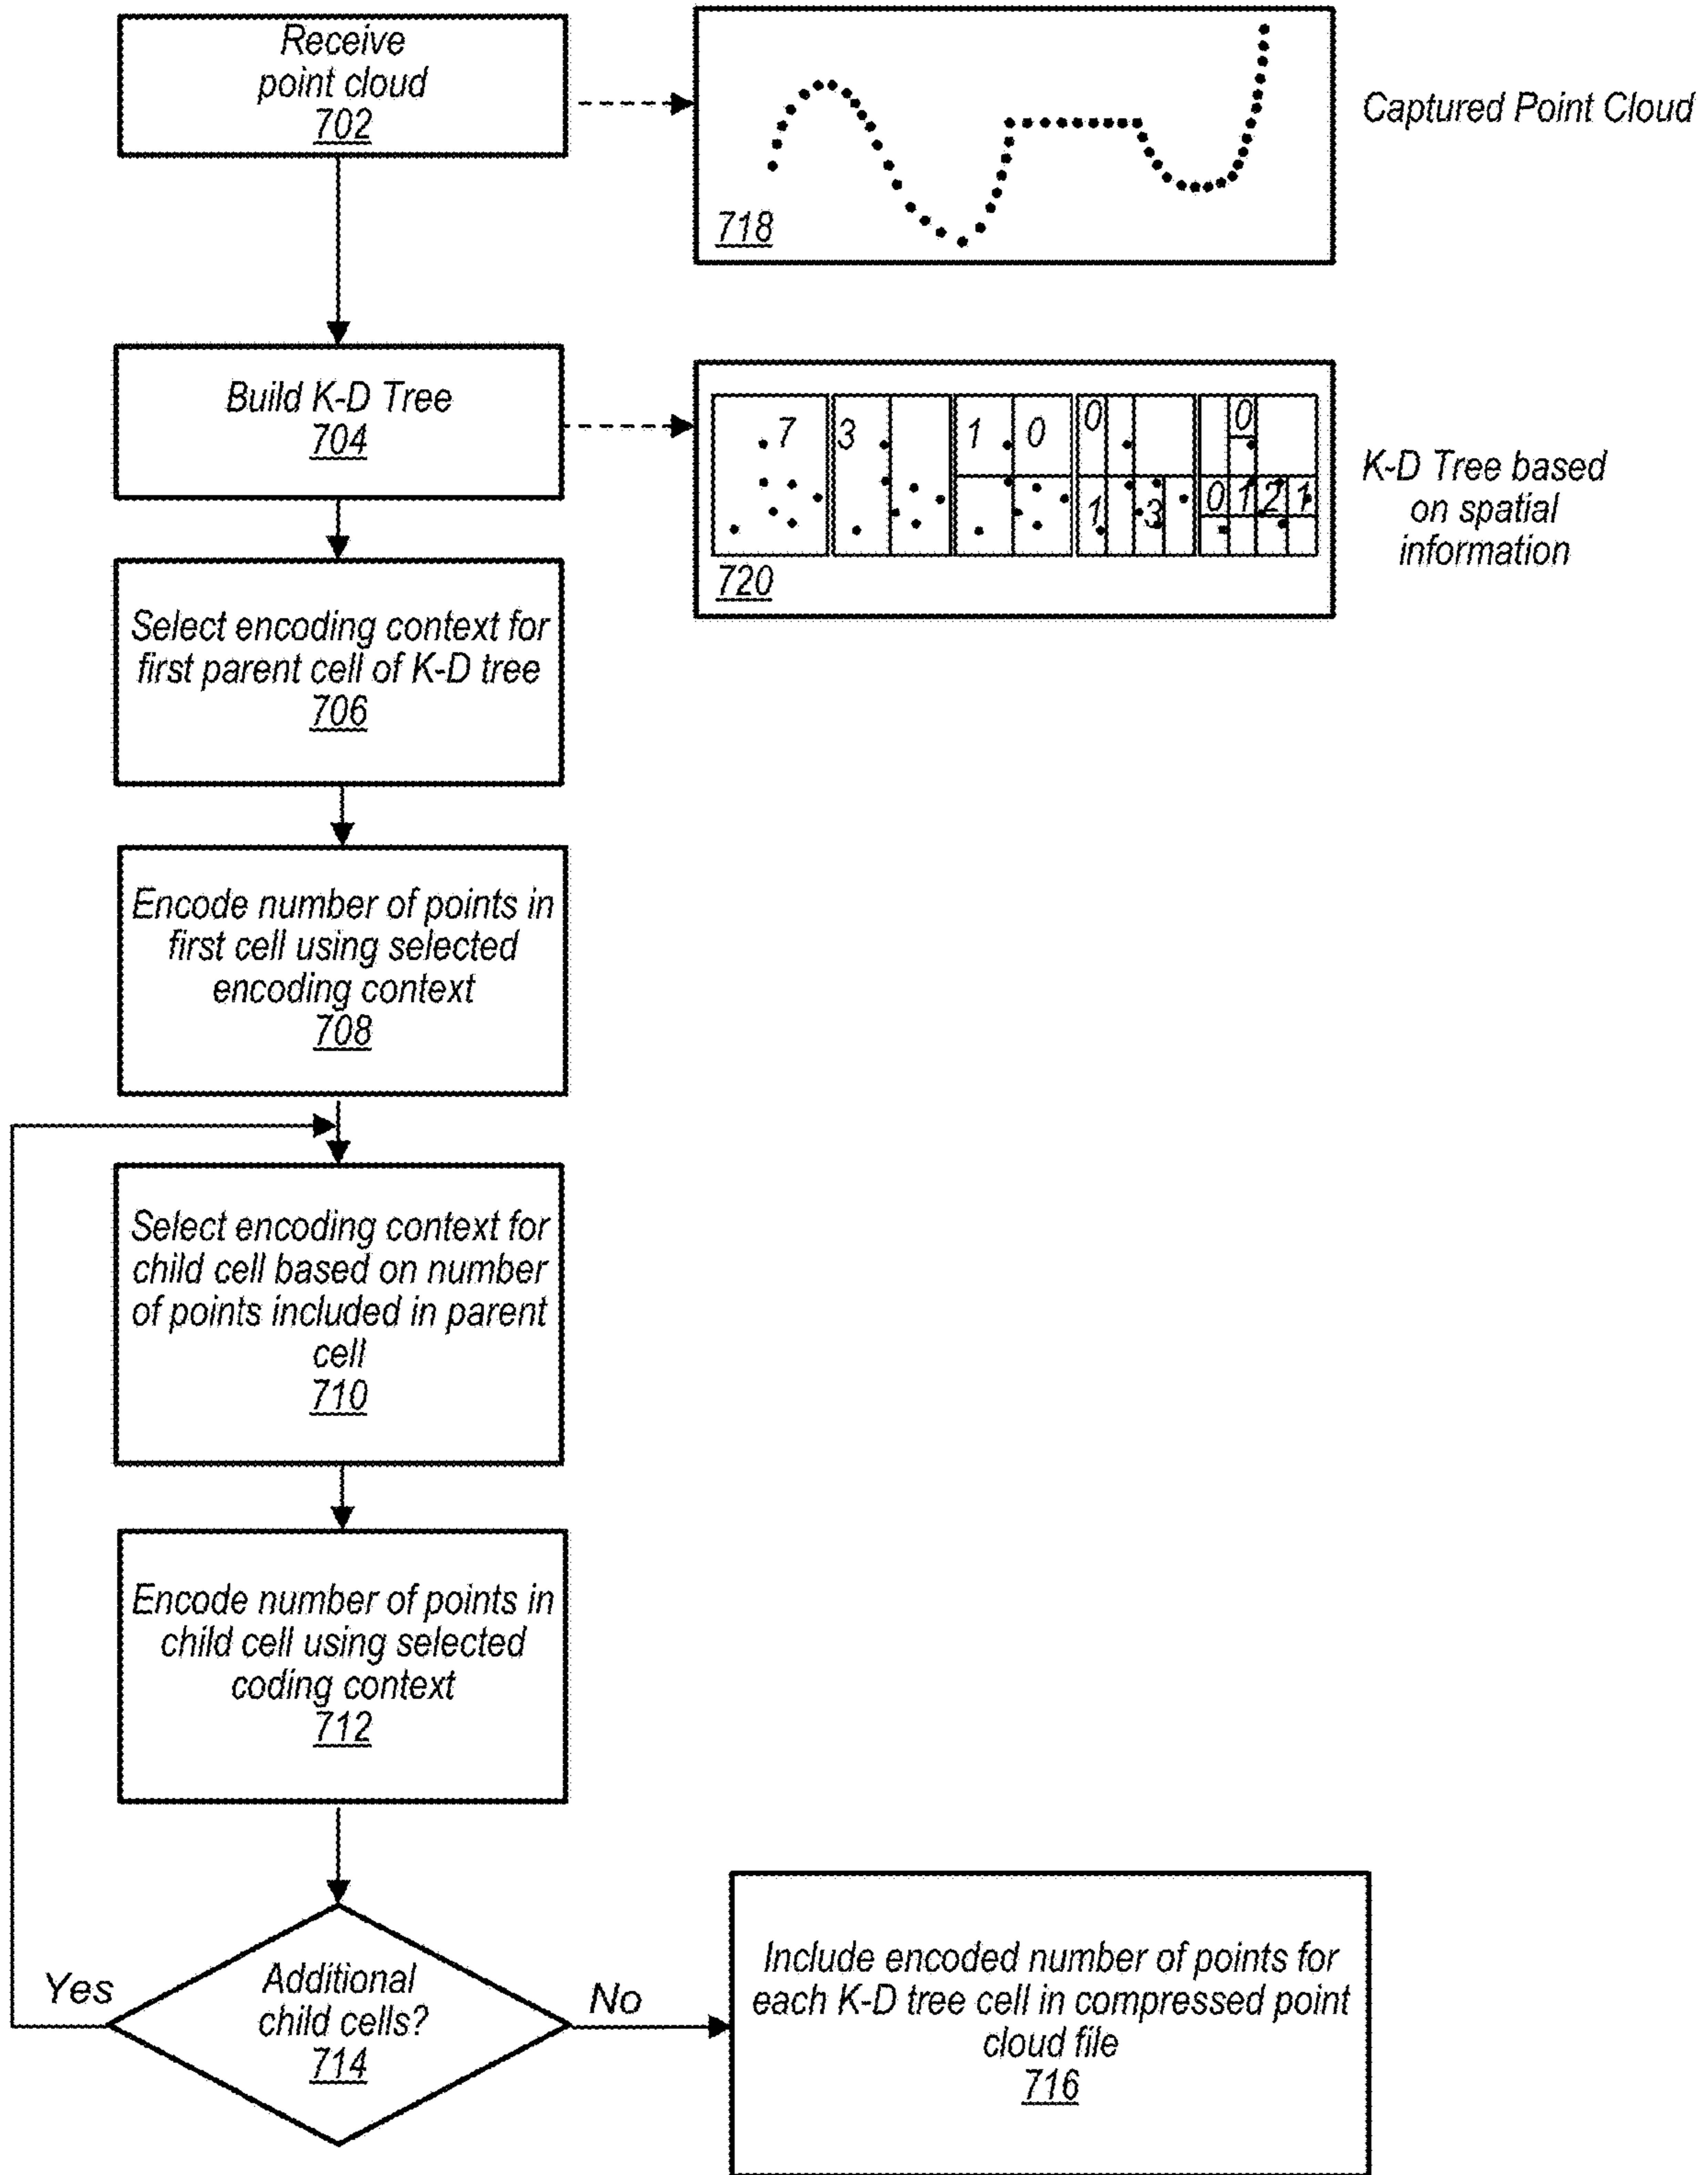 Receive
point cloud
702
718
Captured Point Cloud
Build K-D Tree
704
7 3 1 0 0 0
1 3 0 1 2 1
720
K-D Tree based
on spatial
information
Select encoding context for
first parent cell of K-D tree
706
Encode number of points in
first cell using selected
encoding context
708
Select encoding context for
child cell based on number
of points included in parent
cell
710
Encode number of points in
child cell using selected
coding context
712
Additional
child cells?
714
Yes
No
Include encoded number of points for
each K-D tree cell in compressed point
cloud file
716